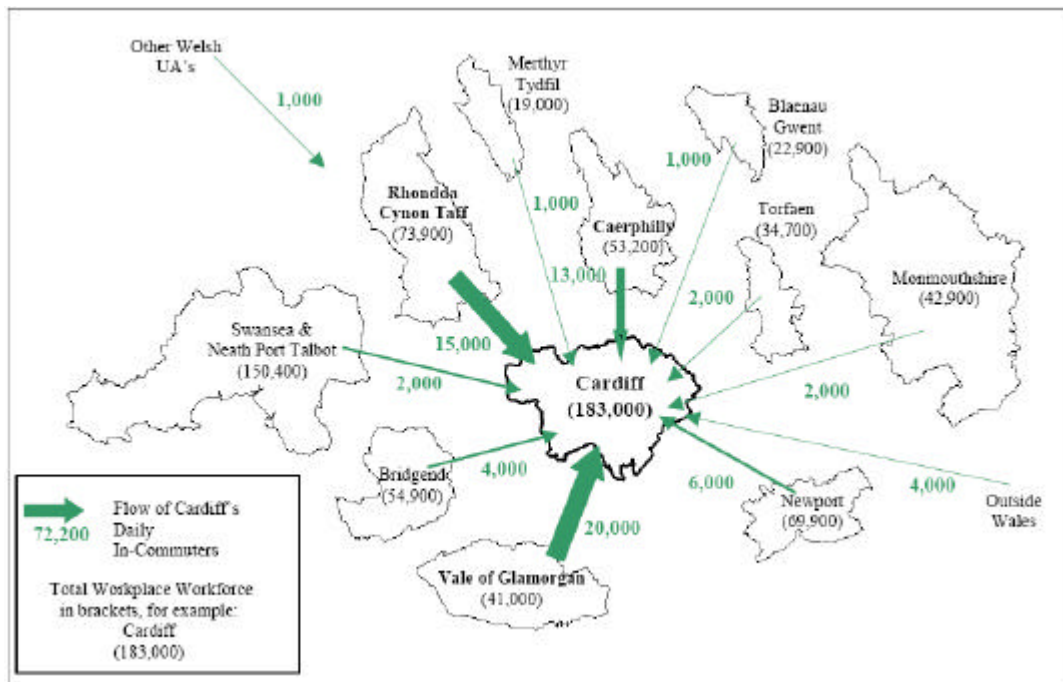 Other Welsh
UA's
1,000
Merthyr
Tydfil
(19,000)
Blaenau
Gwent
(22,900)
1,000
Rhondda
Cynon Taff
(73,900)
1,000
Caerphilly
(53,200)
Torfaen
(34,700)
13,000
2,000
Monmouthshire
(42,900)
Swansea &
Neath Port Talbot
(150,400)
15,000
2,000
Cardiff
(183,000)
2,000
Bridgend
(54,900)
4,000
6,000
Newport
(69,900)
4,000
Outside
Wales
20,000
Vale of Glamorgan
(41,000)
72,200
Flow of Cardiff's
Daily
In-Commuters
Total Workplace Workforce
in brackets, for example:
Cardiff
(183,000)